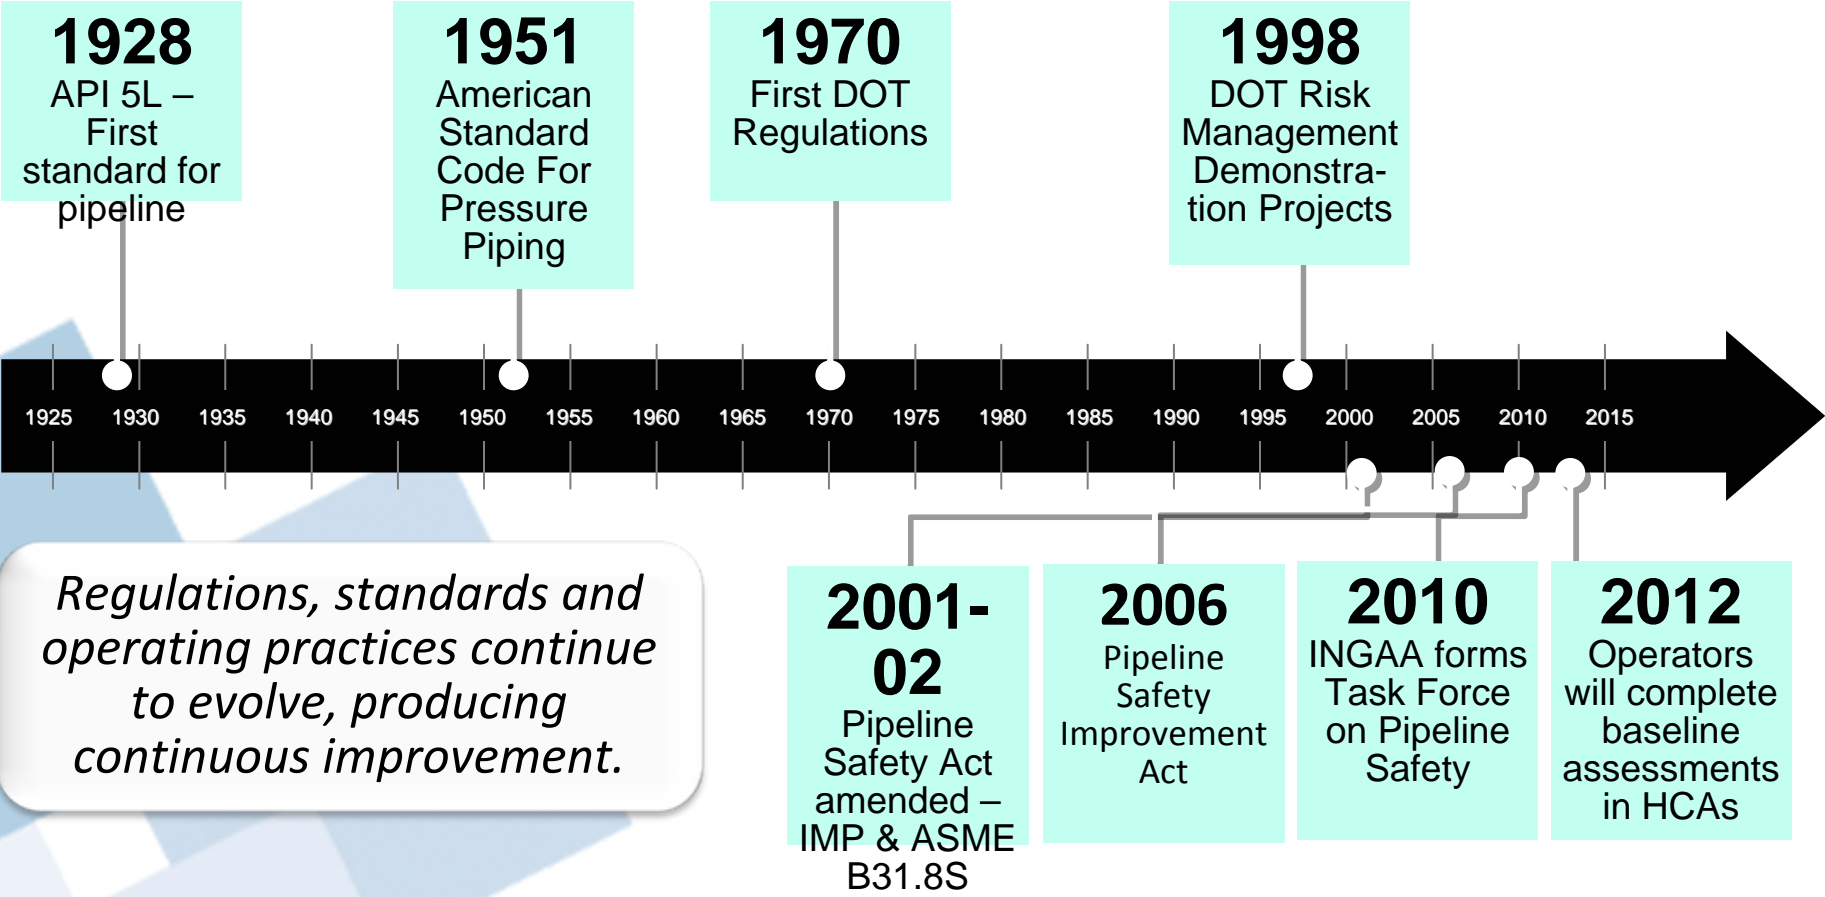 1928
API 5L –
First
standard for
pipeline
1951
American
Standard
Code For
Pressure
Piping
1970
First DOT
Regulations
1998
DOT Risk
Management
Demonstra-
tion Projects
1925 1930 1935 1940 1945 1950 1955 1960 1965 1970 1975 1980 1985 1990 1995 2000 2005 2010 2015
Regulations, standards and
operating practices continue
to evolve, producing
continuous improvement.
2001-
02
Pipeline
Safety Act
amended –
IMP & ASME
B31.8S
2006
Pipeline
Safety
Improvement
Act
2010
INGAA forms
Task Force
on Pipeline
Safety
2012
Operators
will complete
baseline
assessments
in HCAs